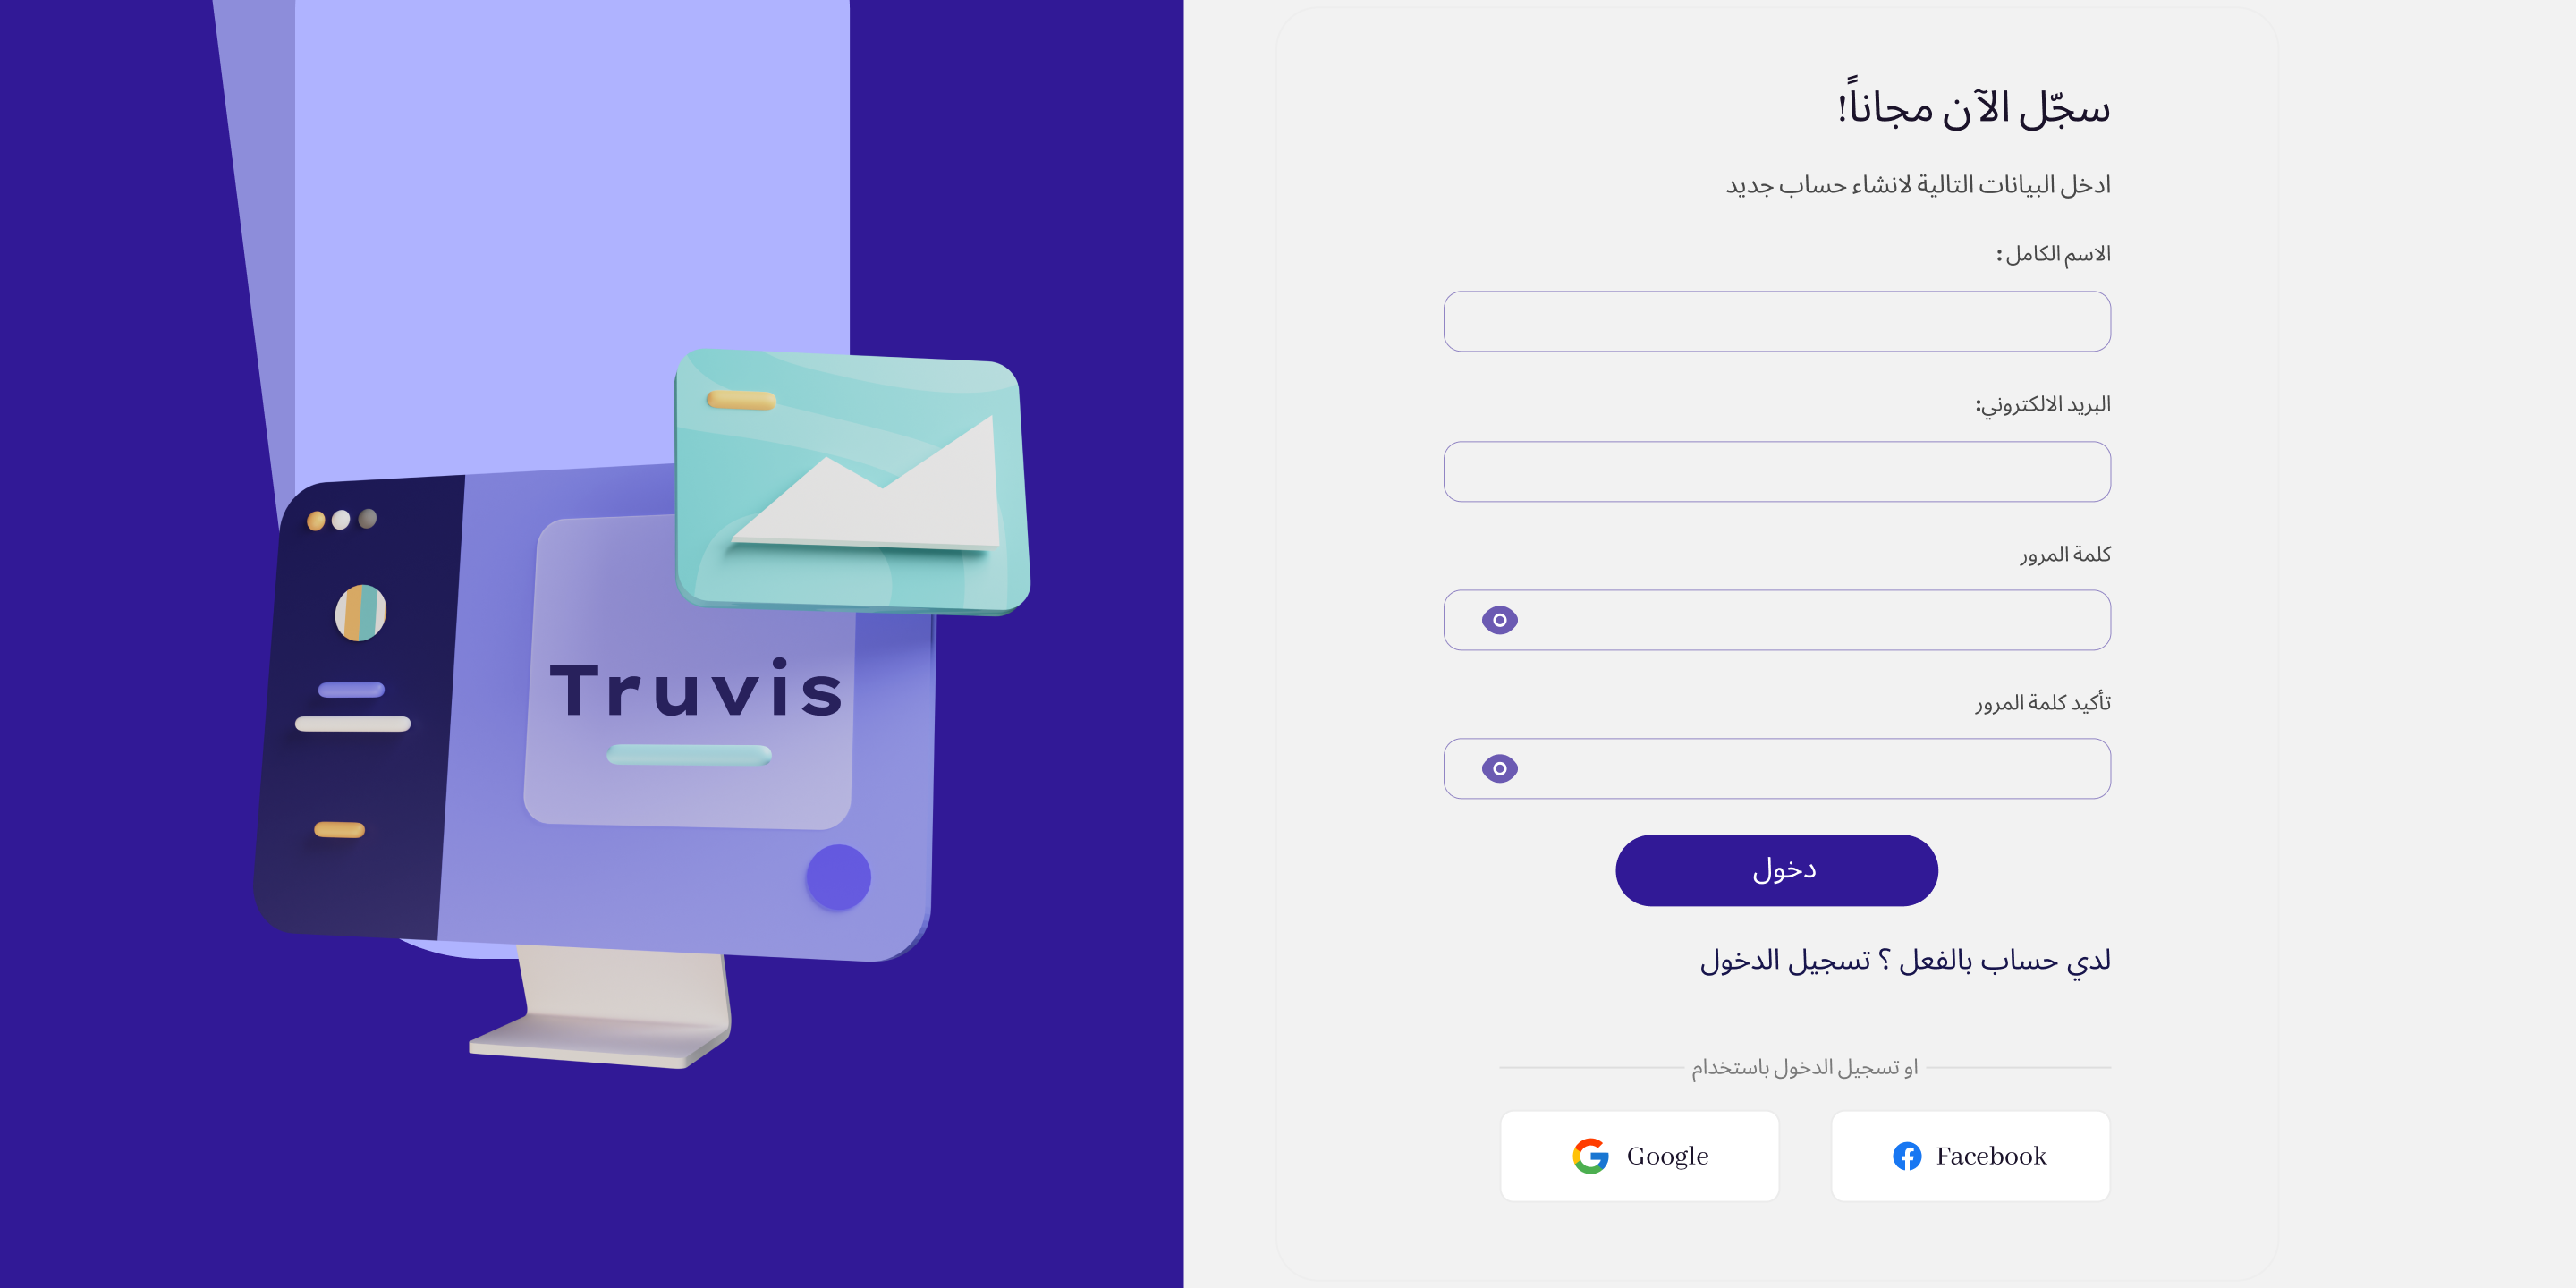 سجّل الآن مجاناً!
ادخل البيانات التالية لانشاء حساب جديد
الاسم الكامل :
البريد الالكتروني:
كلمة المرور
تأكيد كلمة المرور
دخول
لدي حساب بالفعل ؟ تسجيل الدخول
او تسجيل الدخول باستخدام
Facebook
Google
Truvis